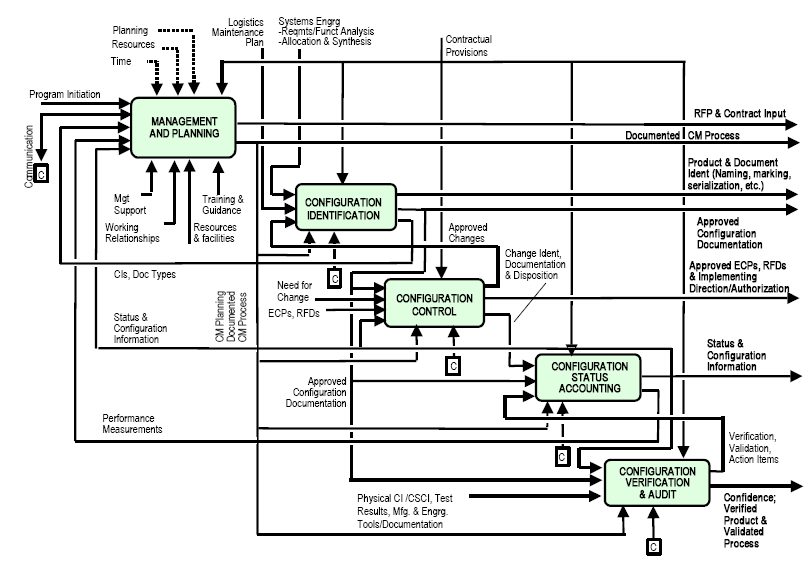 Planning
Resources
Time
Logistics
Maintenance
Plan
Systems Engrg
-Reqmts/Funct Analysis
-Allocation & Synthesis
Contractual
Provisions
Program Initiation
Communication
C
MANAGEMENT
AND PLANNING
RFP & Contract Input
Documented CM Process
Mgt
Support
Working
Relationships
Training &
Guidance
Resources
& facilities
Product & Document
Ident (Naming, marking,
serialization, etc.)
CONFIGURATION
IDENTIFICATION
Approved
Configuration
Documentation
Approved
Changes
C
CIs, Doc Types
Change Ident,
Documentation
& Disposition
Approved ECPs, RFDs
& Implementing
Direction/Authorization
Need for
Change
ECPs, RFDs
CONFIGURATION
CONTROL
C
CM Planning
Documented
CM Process
Status &
Configuration
Information
Status &
Configuration
Information
CONFIGURATION
STATUS
ACCOUNTING
C
Approved
Configuration
Documentation
Performance
Measurements
Verification,
Validation,
Action Items
CONFIGURATION
VERIFICATION
& AUDIT
C
Physical CI /CSCI, Test
Results, Mfg. & Engrg.
Tools/Documentation
Confidence;
Verified
Product &
Validated
Process